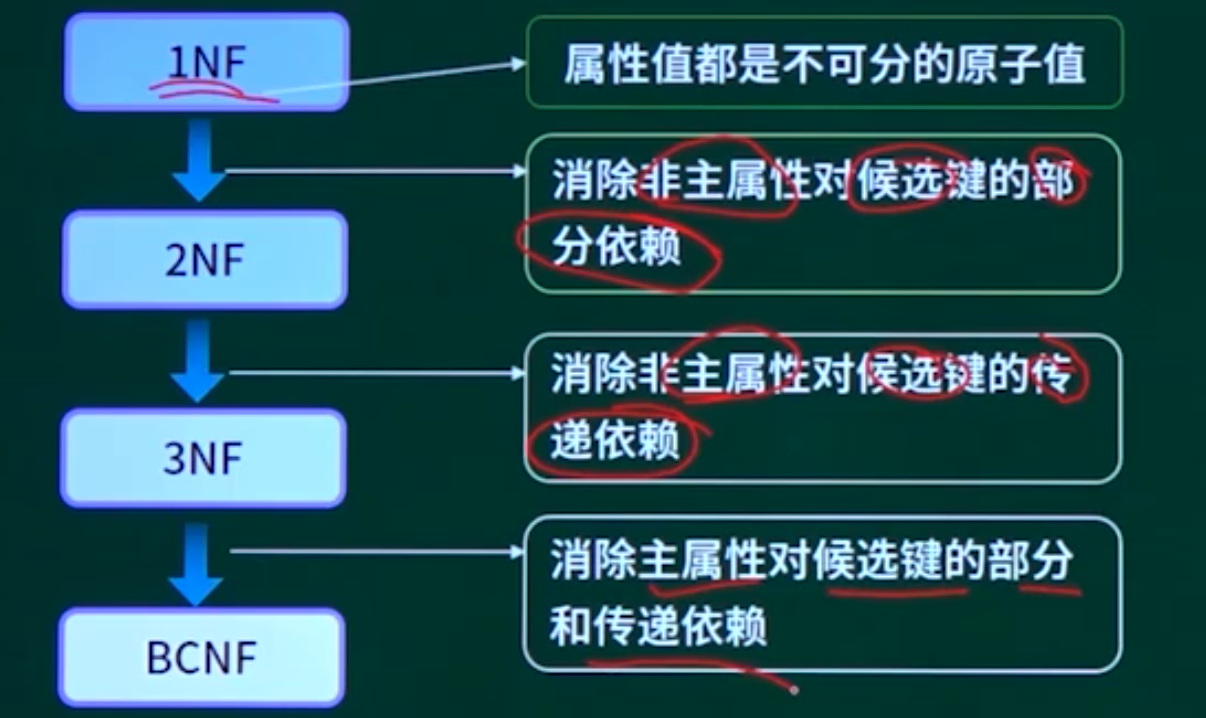 1NF
属性值都是不可分的原子值
消除非主属性对候选键的部
分依赖
2NF
消除非主属性对候选键的传
递依赖
3NF
消除主属性对候选键的部分
和传递依赖
BCNF